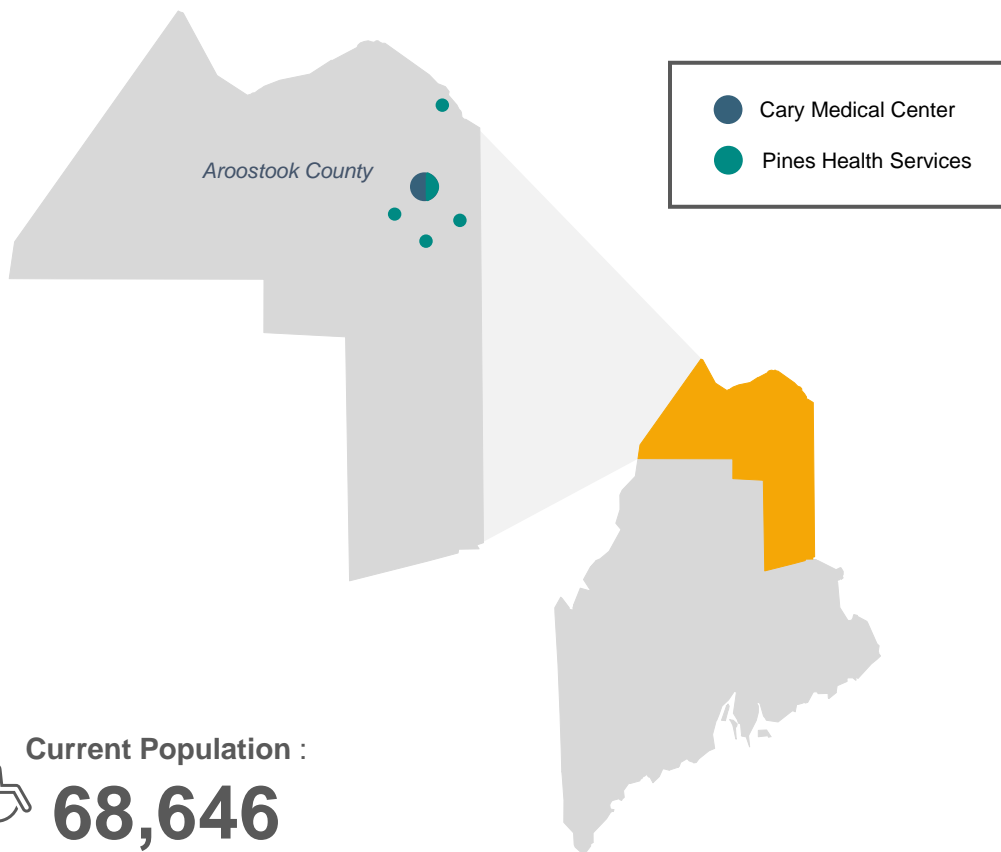 Cary Medical Center
Pines Health Services
Aroostook County
Current Population :
68,646